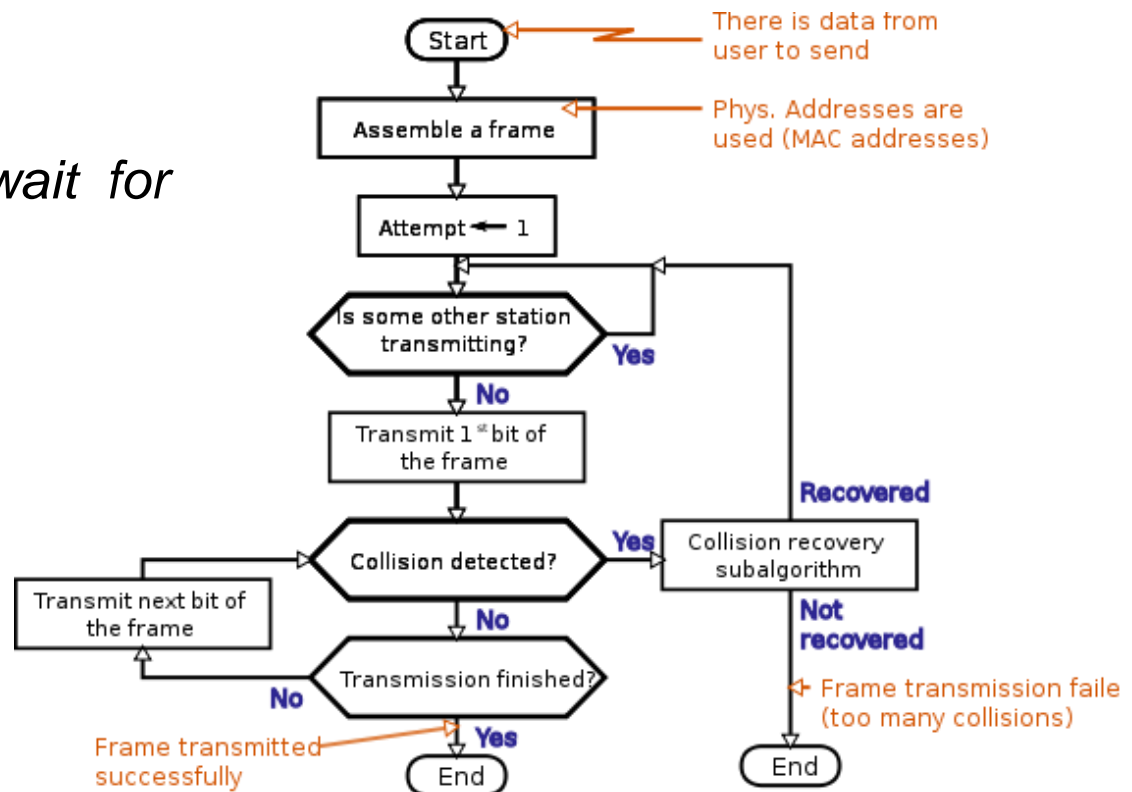 Start
There is data from
user to send
Assemble a frame
Phys. Addresses are
used (MAC addresses)
wait for
Attempt ← 1
Is some other station
transmitting?
Yes
No
Transmit 1st bit of
the frame
Recovered
Collision detected?
Yes
Collision recovery
subalgorithm
Transmit next bit of
the frame
No
Not
recovered
Transmission finished?
No
Frame transmission faile
(too many collisions)
Yes
Frame transmitted
successfully
End
End